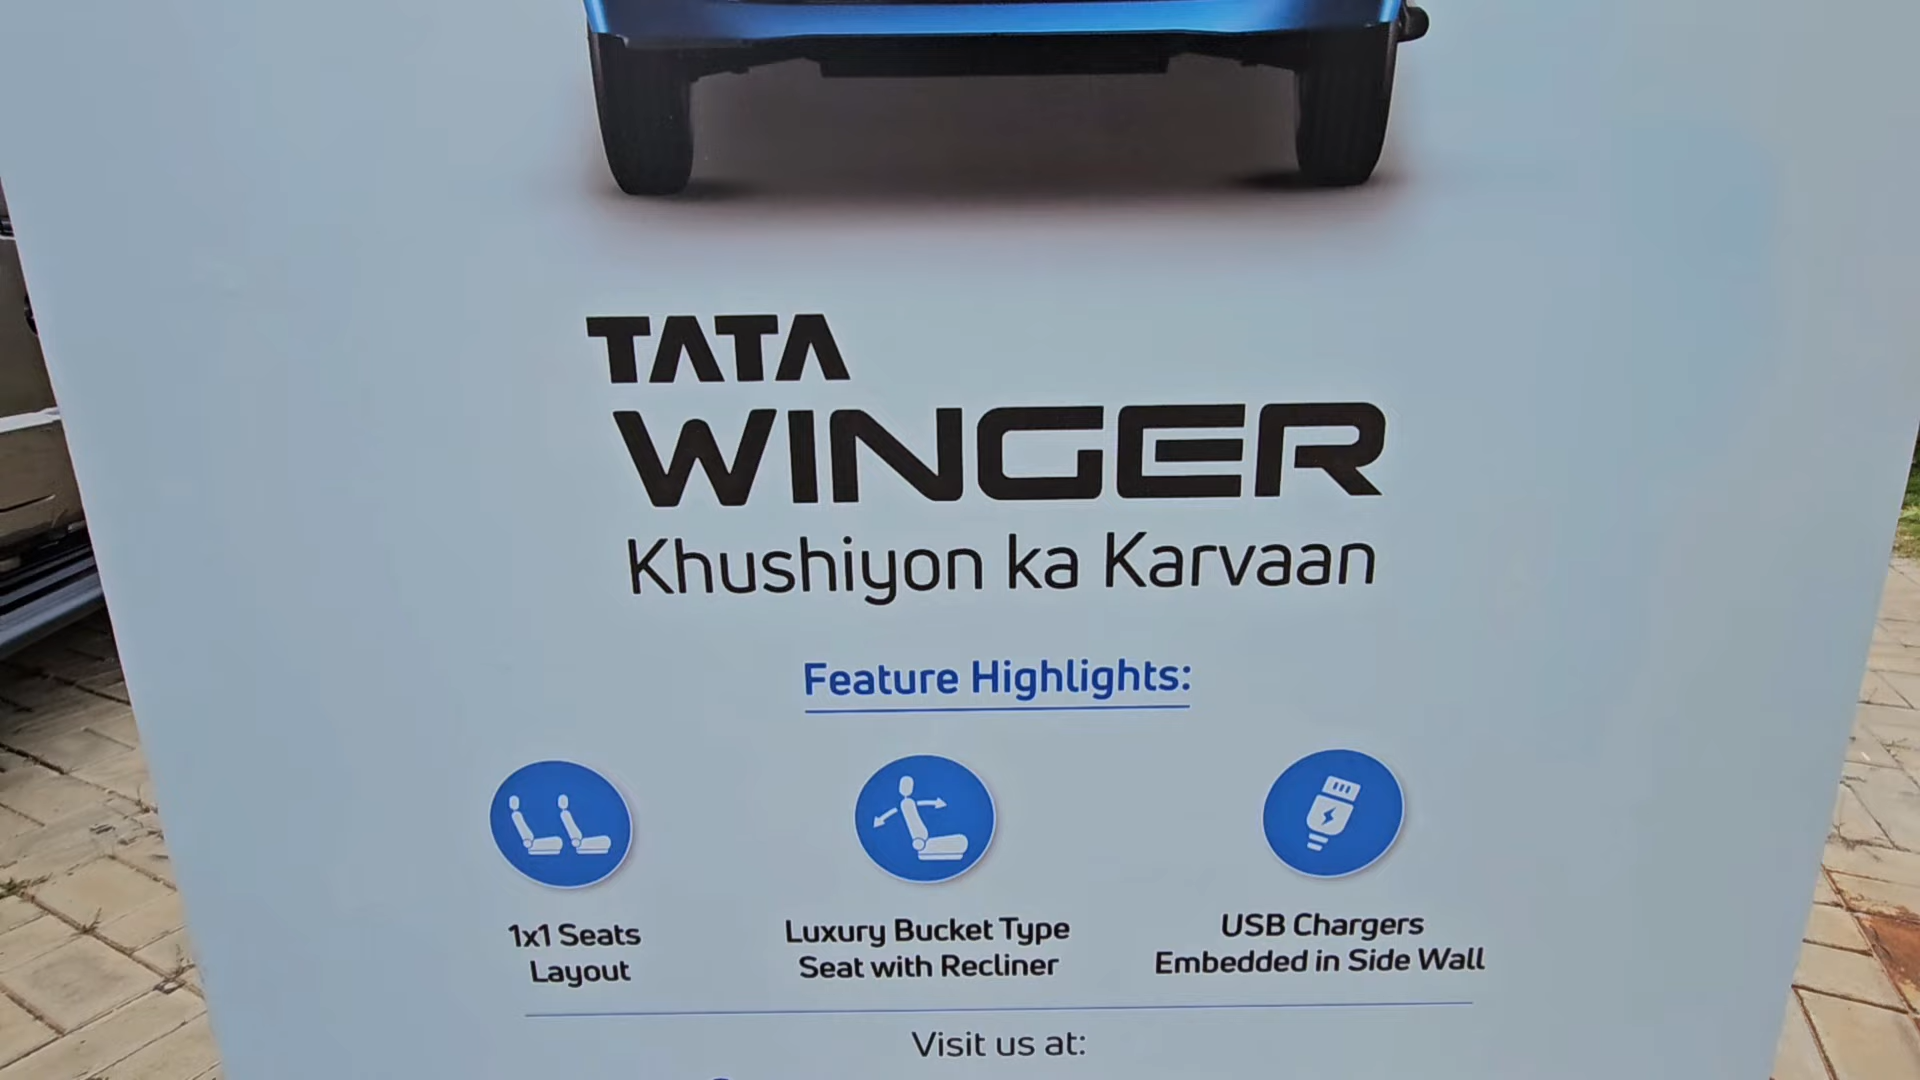 TATA
WINGER
Khushiyon ka Karvaan
Feature Highlights:
1x1 Seats
Layout
Luxury Bucket Type
Seat with Recliner
USB Chargers
Embedded in Side Wall
Visit us at: